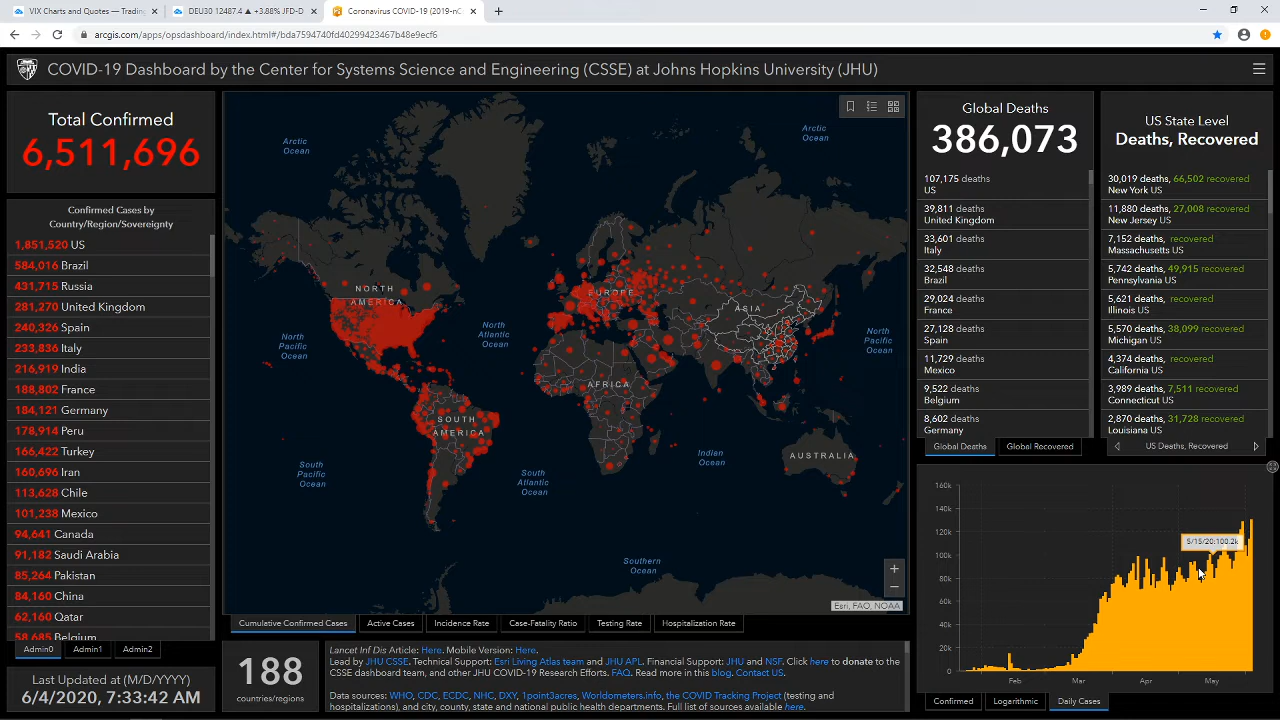 VIX Charts and Quotes — Trading
DEU30 12487.4 ▲ +3.88% JFD-D
Coronavirus COVID-19 (2019-nC
arcgis.com/apps/opsdashboard/index.html#/bda7594740fd40299423467b48e9ecf6
COVID-19 Dashboard by the Center for Systems Science and Engineering (CSSE) at Johns Hopkins University (JHU)
Total Confirmed
6,511,696
Confirmed Cases by
Country/Region/Sovereignty
1,851,520 US
584,016 Brazil
431,715 Russia
281,270 United Kingdom
240,326 Spain
233,836 Italy
216,919 India
188,802 France
184,121 Germany
178,914 Peru
166,422 Turkey
160,696 Iran
113,628 Chile
101,238 Mexico
94,641 Canada
91,182 Saudi Arabia
85,264 Pakistan
84,160 China
62,160 Qatar
58,685 Belgium
Admin0
Admin1
Admin2
Last Updated at (M/D/YYYY)
6/4/2020, 7:33:42 AM
Arctic
Ocean
Arctic
Ocean
NORTH
AMERICA
EUROPE
ASIA
North
Pacific
Ocean
North
Atlantic
Ocean
North
Pacific
Ocean
AFRICA
SOUTH
AMERICA
AUSTRALIA
Indian
Ocean
South
Pacific
Ocean
South
Atlantic
Ocean
Southern
Ocean
+
−
Esri, FAO, NOAA
Cumulative Confirmed Cases
Active Cases
Incidence Rate
Case-Fatality Ratio
Testing Rate
Hospitalization Rate
188
countries/regions
Lancet Inf Dis Article: Here. Mobile Version: Here.
Lead by JHU CSSE. Technical Support: Esri Living Atlas team and JHU APL. Financial Support: JHU and NSF. Click here to donate to the
CSSE dashboard team, and other JHU COVID-19 Research Efforts. FAQ. Read more in this blog. Contact US.
Data sources: WHO, CDC, ECDC, NHC, DXY, 1point3acres, Worldometers.info, the COVID Tracking Project (testing and
hospitalizations), and city, county, state and national public health departments. Full list of sources available here.
Global Deaths
386,073
107,175 deaths
US
39,811 deaths
United Kingdom
33,601 deaths
Italy
32,548 deaths
Brazil
29,024 deaths
France
27,128 deaths
Spain
11,729 deaths
Mexico
9,522 deaths
Belgium
8,602 deaths
Germany
Global Deaths
Global Recovered
US State Level
Deaths, Recovered
30,019 deaths, 66,502 recovered
New York US
11,880 deaths, 27,008 recovered
New Jersey US
7,152 deaths, recovered
Massachusetts US
5,742 deaths, 49,915 recovered
Pennsylvania US
5,621 deaths, recovered
Illinois US
5,570 deaths, 38,099 recovered
Michigan US
4,374 deaths, recovered
California US
3,989 deaths, 7,511 recovered
Connecticut US
2,870 deaths, 31,728 recovered
Louisiana US
US Deaths, Recovered
160k
140k
120k
100k
80k
60k
40k
20k
0
5/15/20:100.2k
Feb
Mar
Apr
May
Confirmed
Logarithmic
Daily Cases